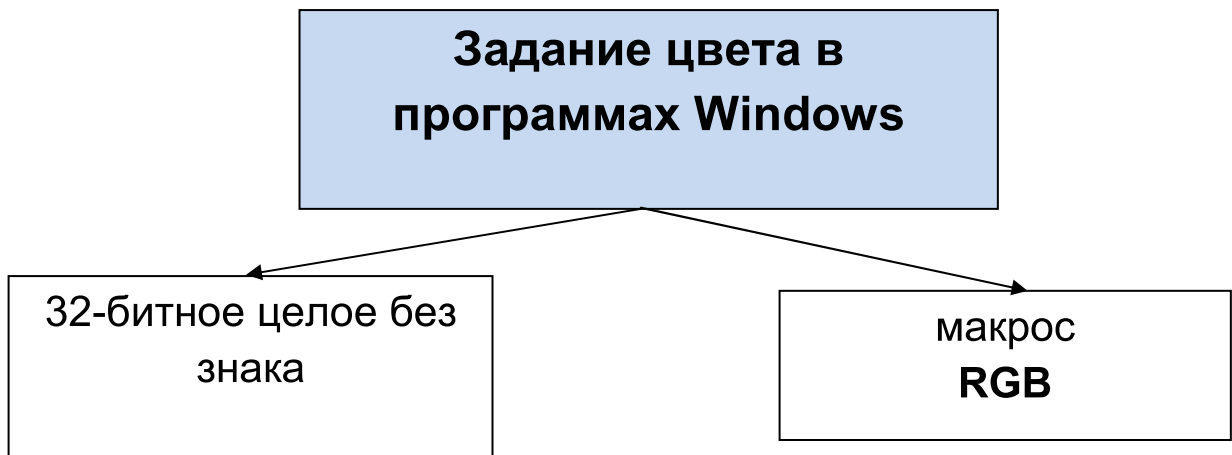 Задание цвета в
программах Windows
32-битное целое без
знака
макрос
RGB